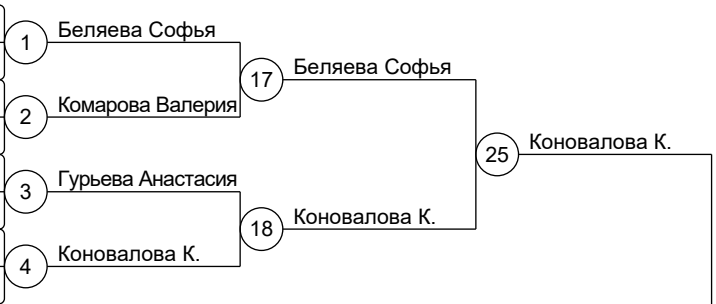 1 Беляева Софья
17 Беляева Софья
2 Комарова Валерия
25 Коновалова К.
3 Гурьева Анастасия
18 Коновалова К.
4 Коновалова К.